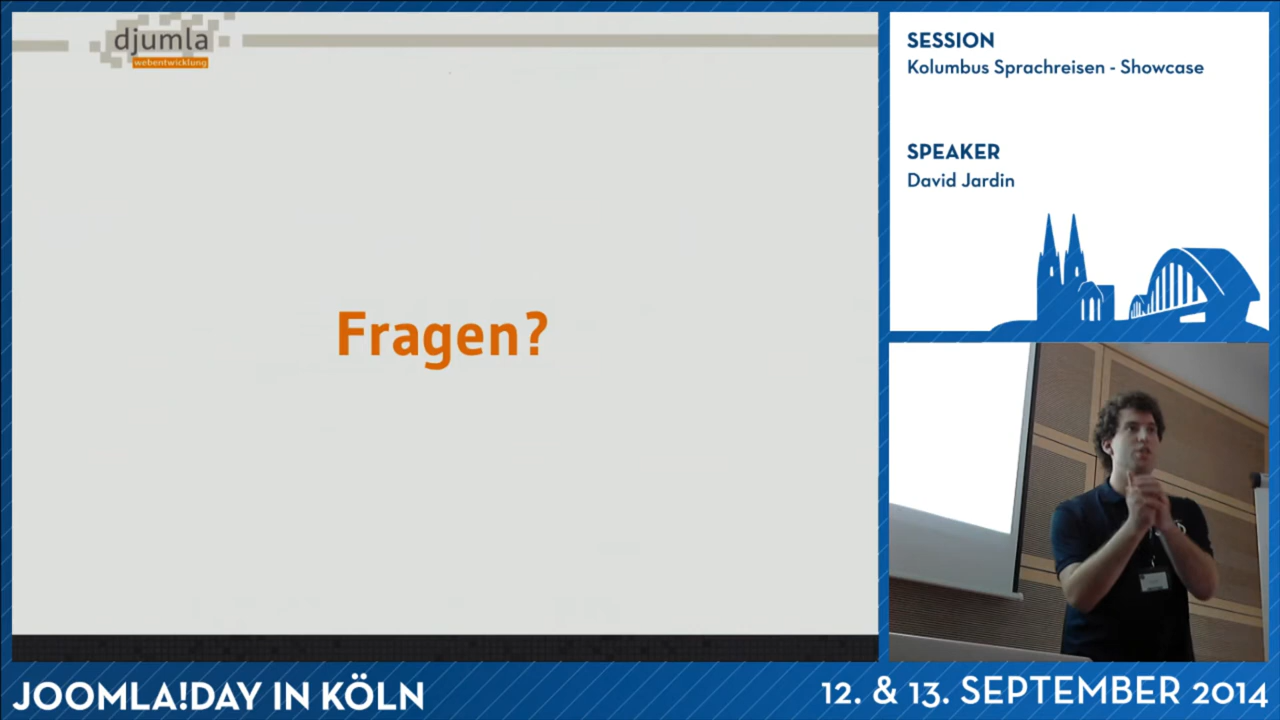 djumla
webentwicklung
Fragen?
SESSION
Kolumbus Sprachreisen - Showcase
SPEAKER
David Jardin
JOOMLA!DAY IN KÖLN
12. & 13. SEPTEMBER 2014